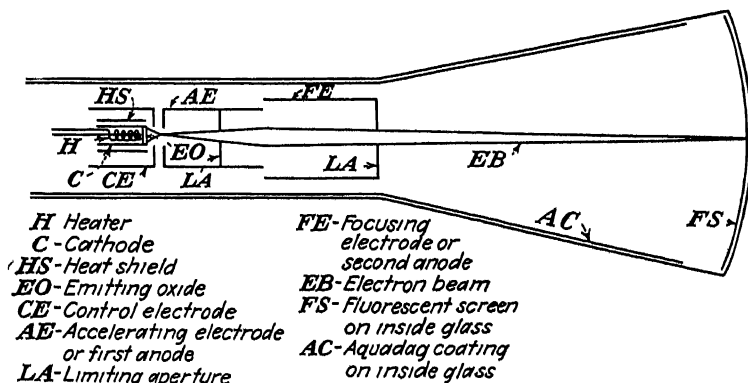 HS
AE
FE
H
EO
C
CE
LA
LA
EB
AC
FS
H Heater
C-Cathode
HS-Heat shield
EO-Emitting oxide
CE-Control electrode
AE-Accelerating electrode
or first anode
LA-Limiting aperture
FE-Focusing
electrode or
second anode
EB-Electron beam
FS-Fluorescent screen
on inside glass
AC-Aquadag coating
on inside glass